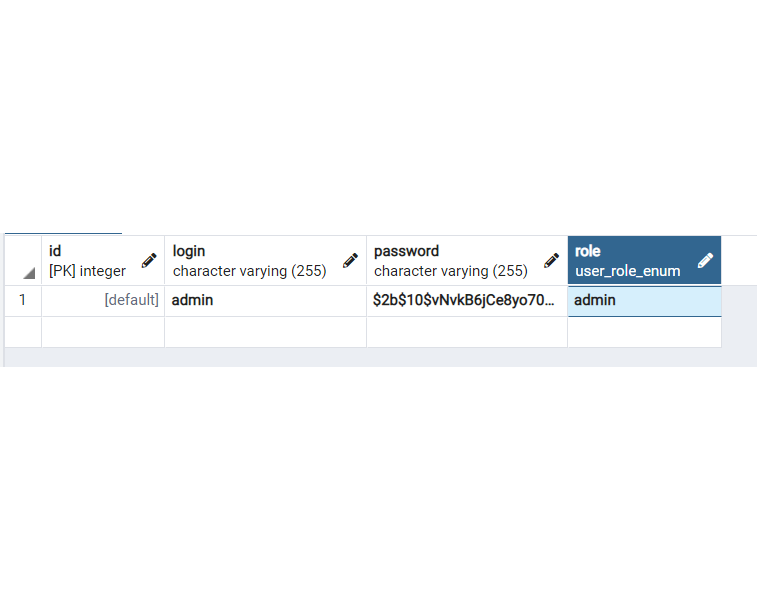 id login password role
[PK] integer character varying (255) character varying (255) user_role_enum
1 [default] admin $2b$10$vNvkB6jCe8yo70... admin